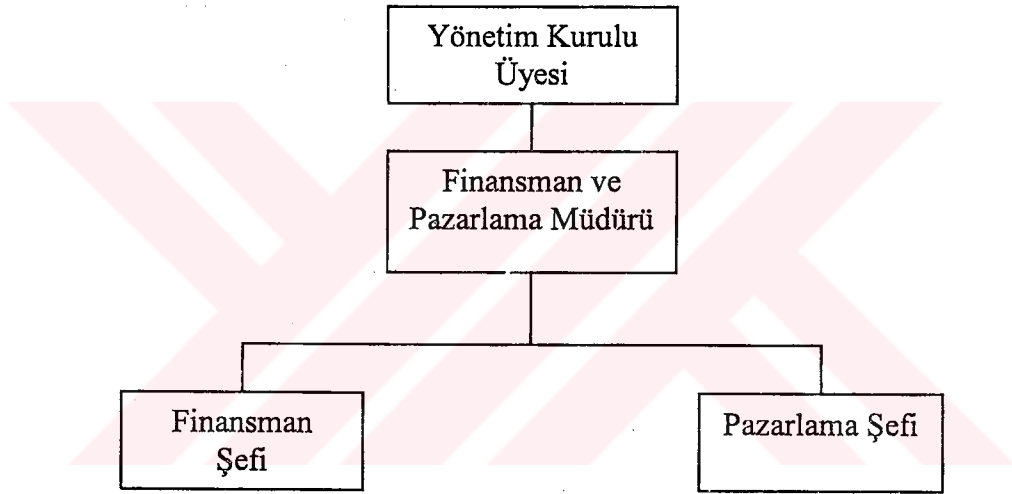 Yönetim Kurulu
Üyesi
Finansman ve
Pazarlama Müdürü
Finansman
Şefi
Pazarlama Şefi